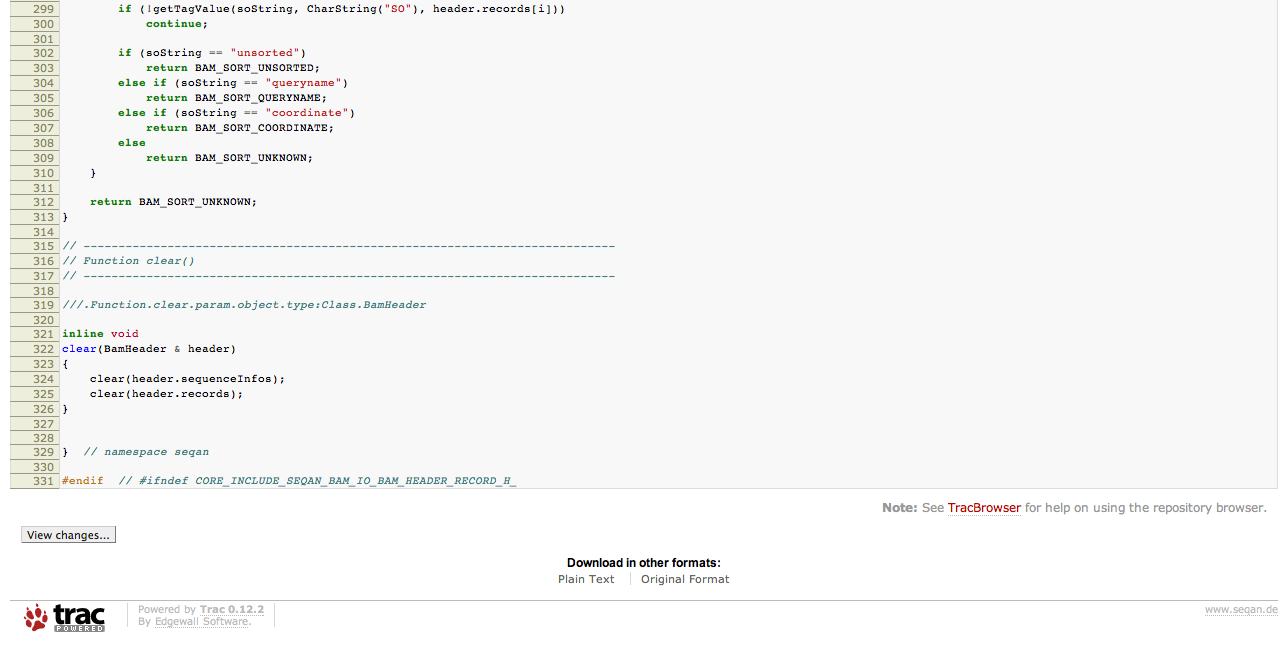 299         if (!getTagValue(soString, CharString("SO"), header.records[i]))
300             continue;
301
302         if (soString == "unsorted")
303             return BAM_SORT_UNSORTED;
304         else if (soString == "queryname")
305             return BAM_SORT_QUERYNAME;
306         else if (soString == "coordinate")
307             return BAM_SORT_COORDINATE;
308         else
309             return BAM_SORT_UNKNOWN;
310     }
311
312     return BAM_SORT_UNKNOWN;
313 }
314
315 // ----------------------------------------------------------------------------
316 // Function clear()
317 // ----------------------------------------------------------------------------
318
319 ///.Function.clear.param.object.type:Class.BamHeader
320
321 inline void
322 clear(BamHeader & header)
323 {
324     clear(header.sequenceInfos);
325     clear(header.records);
326 }
327
328
329 }  // namespace seqan
330
331 #endif  // #ifndef CORE_INCLUDE_SEQAN_BAM_IO_BAM_HEADER_RECORD_H_
Note: See TracBrowser for help on using the repository browser.
View changes...
Download in other formats:
Plain Text
Original Format
trac
POWERED
Powered by Trac 0.12.2
By Edgewall Software.
www.seqan.de